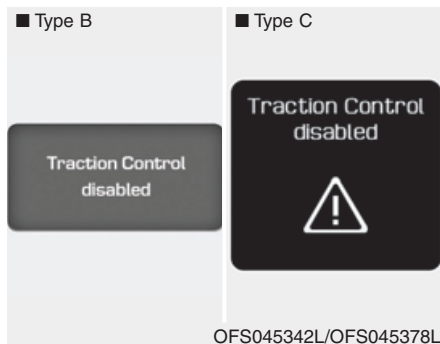 ■ Type B
Traction Control
disabled
■ Type C
Traction Control
disabled
OFS045342L/OFS045378L